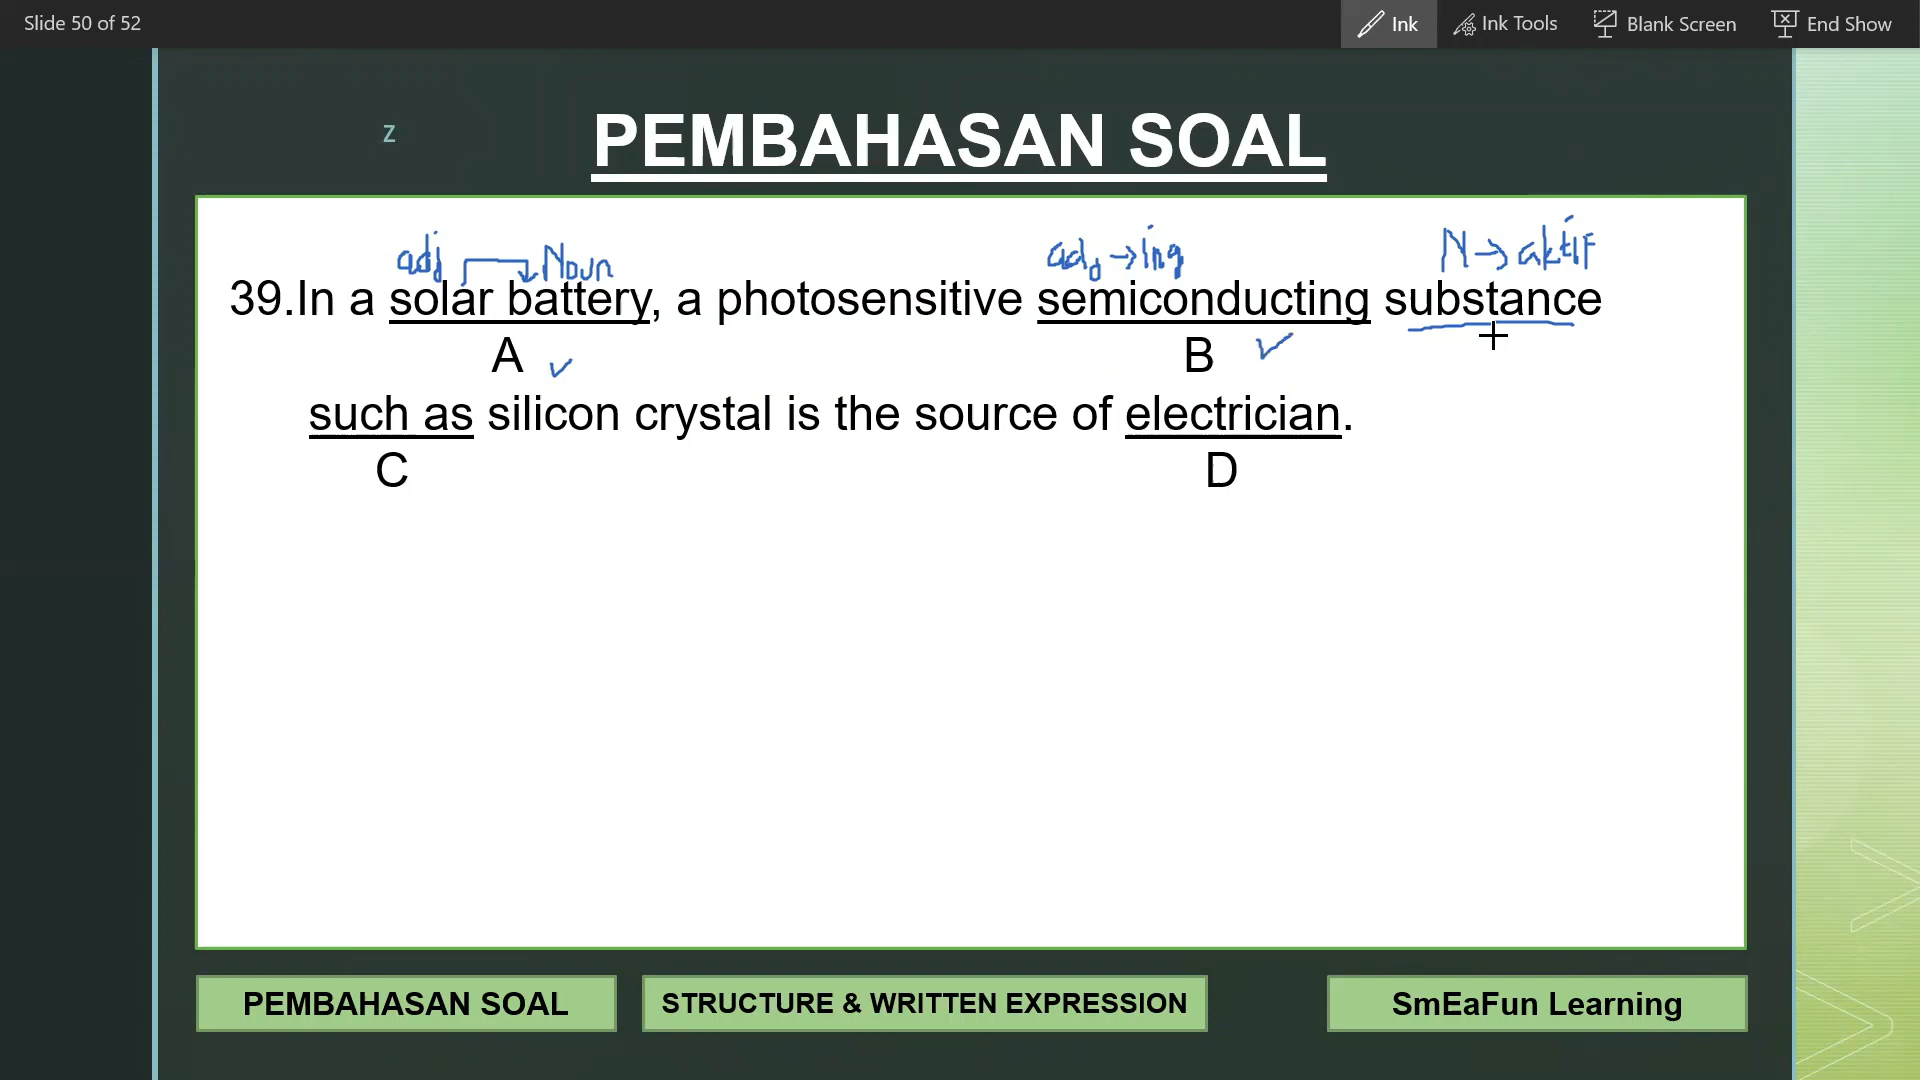 Slide 50 of 52
Ink
Ink Tools
Blank Screen
End Show
z
PEMBAHASAN SOAL
adj Noun adj → ing N → aktif
39.In a solar battery, a photosensitive semiconducting substance
A B
such as silicon crystal is the source of electrician.
C D
PEMBAHASAN SOAL
STRUCTURE & WRITTEN EXPRESSION
SmEaFun Learning